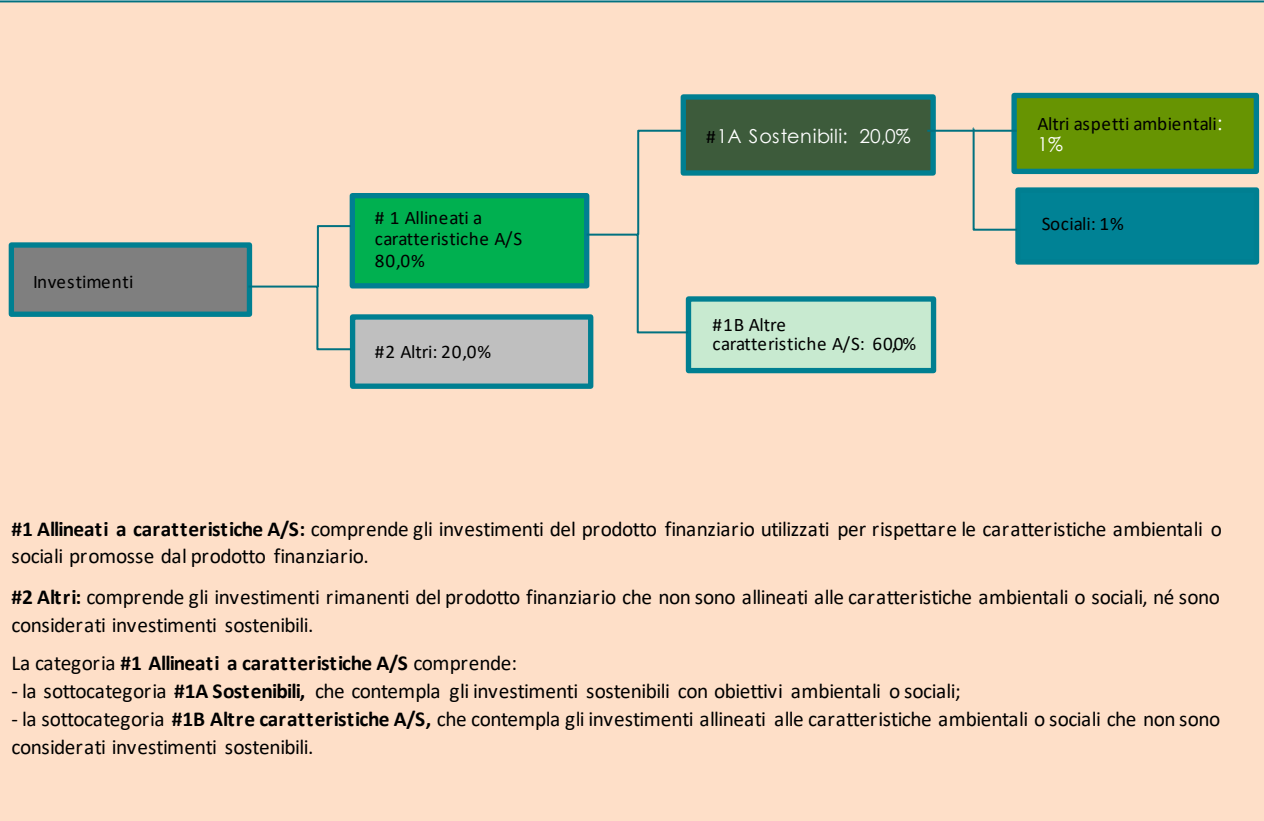 #1A Sostenibili: 20,0%
Altri aspetti ambientali:
1%
# 1 Allineati a
caratteristiche A/S
80,0%
Sociali: 1%
Investimenti
#1B Altre
caratteristiche A/S: 60,0%
#2 Altri: 20,0%
#1 Allineati a caratteristiche A/S: comprende gli investimenti del prodotto finanziario utilizzati per rispettare le caratteristiche ambientali o
sociali promosse dal prodotto finanziario.
#2 Altri: comprende gli investimenti rimanenti del prodotto finanziario che non sono allineati alle caratteristiche ambientali o sociali, né sono
considerati investimenti sostenibili.
La categoria #1 Allineati a caratteristiche A/S comprende:
- la sottocategoria #1A Sostenibili, che contempla gli investimenti sostenibili con obiettivi ambientali o sociali;
- la sottocategoria #1B Altre caratteristiche A/S, che contempla gli investimenti allineati alle caratteristiche ambientali o sociali che non sono
considerati investimenti sostenibili.